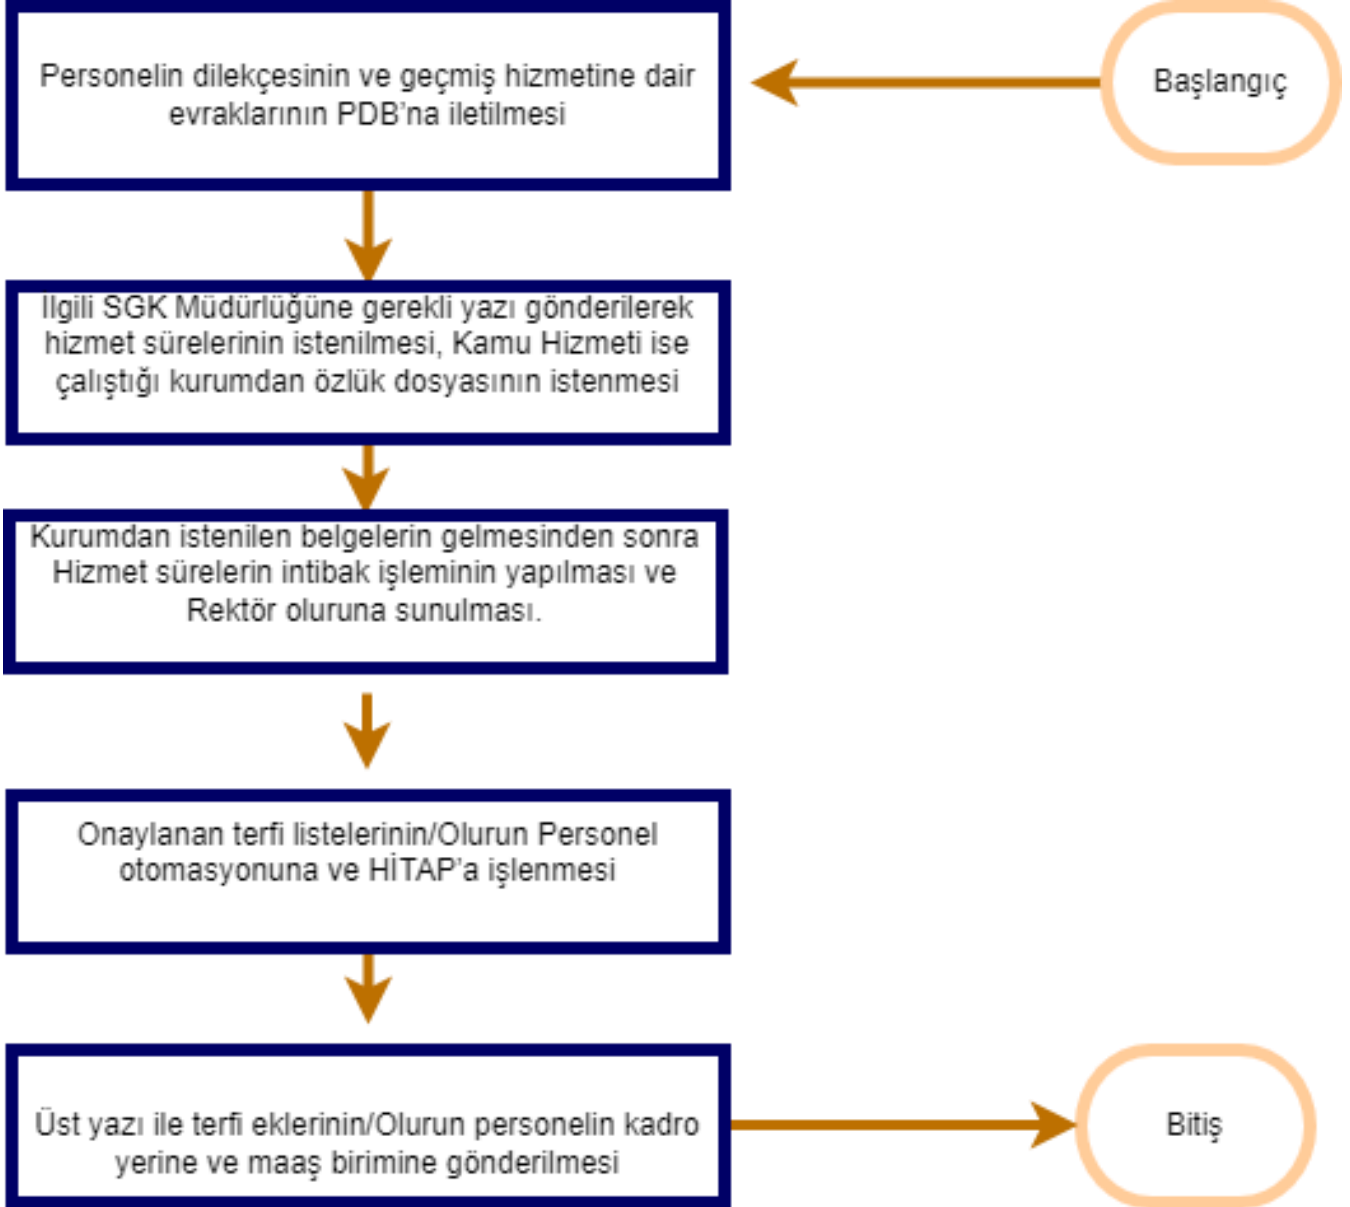 Başlangıç
Personelin dilekçesinin ve geçmiş hizmetine dair
evraklarının PDB'na iletilmesi
İlgili SGK Müdürlüğüne gerekli yazı gönderilerek
hizmet sürelerinin istenilmesi, Kamu Hizmeti ise
çalıştığı kurumdan özlük dosyasının istenmesi
Kurumdan istenilen belgelerin gelmesinden sonra
Hizmet sürelerin intibak işleminin yapılması ve
Rektör oluruna sunulması.
Onaylanan terfi listelerinin/Olurun Personel
otomasyonuna ve HİTAP'a işlenmesi
Üst yazı ile terfi eklerinin/Olurun personelin kadro
yerine ve maaş birimine gönderilmesi
Bitiş